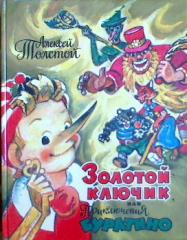 Алексей
Толстой
Золотой
ключик
или
Приключения
БУРАТИНО